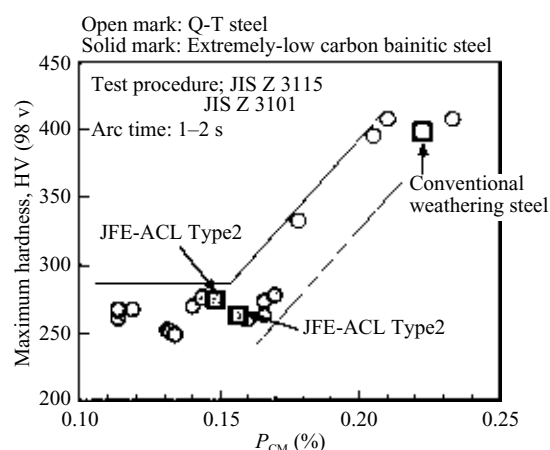 Open mark: Q-T steel
Solid mark: Extremely-low carbon bainitic steel
450
Test procedure; JIS Z 3115
JIS Z 3101
Arc time: 1–2 s
400
Conventional
weathering steel
350
JFE-ACL Type2
300
250
JFE-ACL Type2
200
0.10
0.15
0.20
0.25
Maximum hardness, HV (98 v)
PCM (%)